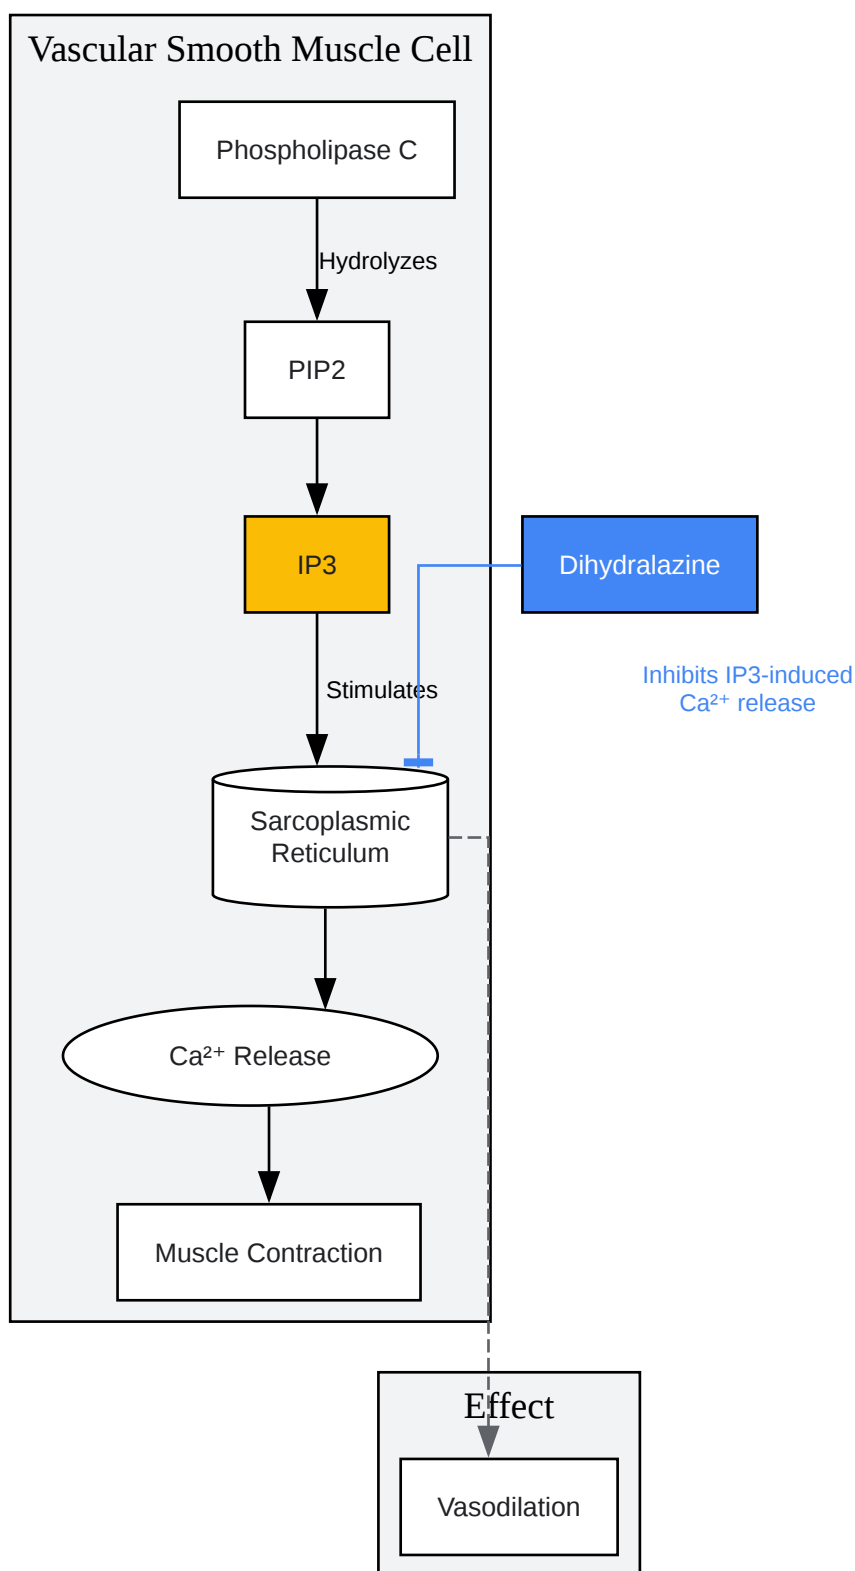 Vascular Smooth Muscle Cell
Phospholipase C
Hydrolyzes
PIP2
IP3
Dihydralazine
Stimulates
Inhibits IP3-induced
Ca²⁺ release
Sarcoplasmic
Reticulum
Ca²⁺ Release
Muscle Contraction
Effect
Vasodilation